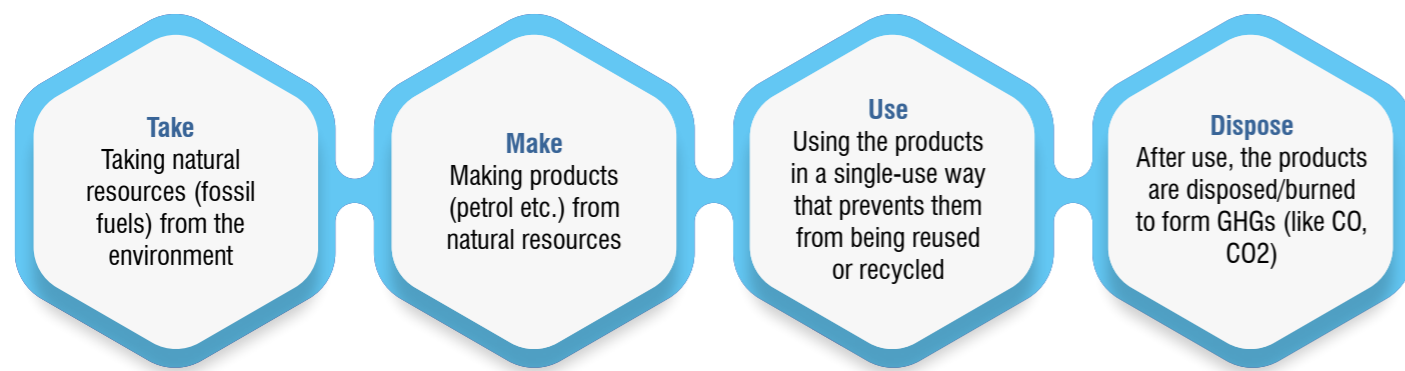 Take
Taking natural
resources (fossil
fuels) from the
environment
Make
Making products
(petrol etc.) from
natural resources
Use
Using the products
in a single-use way
that prevents them
from being reused
or recycled
Dispose
After use, the products
are disposed/burned
to form GHGs (like CO,
CO2)